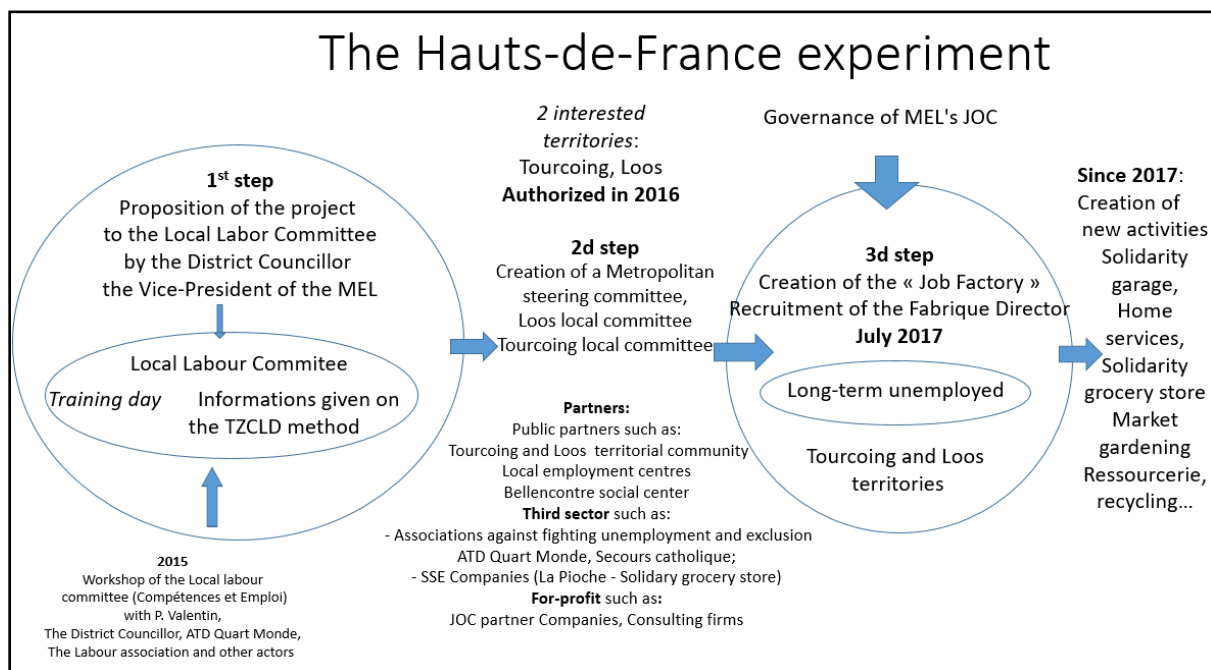 The Hauts-de-France experiment
1st step
Proposition of the project
to the Local Labor Committee
by the District Councillor
the Vice-President of the MEL
Local Labour Commitee
Training day
Informations given on
the TZCLD method
2015
Workshop of the Local labour
committee (Compétences et Emploi)
with P. Valentin,
The District Councillor, ATD Quart Monde,
The Labour association and other actors
2 interested
territories:
Tourcoing, Loos
Authorized in 2016
2d step
Creation of a Metropolitan
steering committee,
Loos local committee
Tourcoing local committee
Partners:
Public partners such as:
Tourcoing and Loos territorial community
Local employment centres
Bellencontre social center
Third sector such as:
- Associations against fighting unemployment and exclusion
ATD Quart Monde, Secours catholique;
- SSE Companies (La Pioche - Solidary grocery store)
For-profit such as:
JOC partner Companies, Consulting firms
Governance of MEL's JOC
3d step
Creation of the « Job Factory »
Recruitment of the Fabrique Director
July 2017
Long-term unemployed
Tourcoing and Loos
territories
Since 2017:
Creation of
new activities
Solidarity
garage,
Home
services,
Solidarity
grocery store
Market
gardening
Ressourcerie,
recycling...